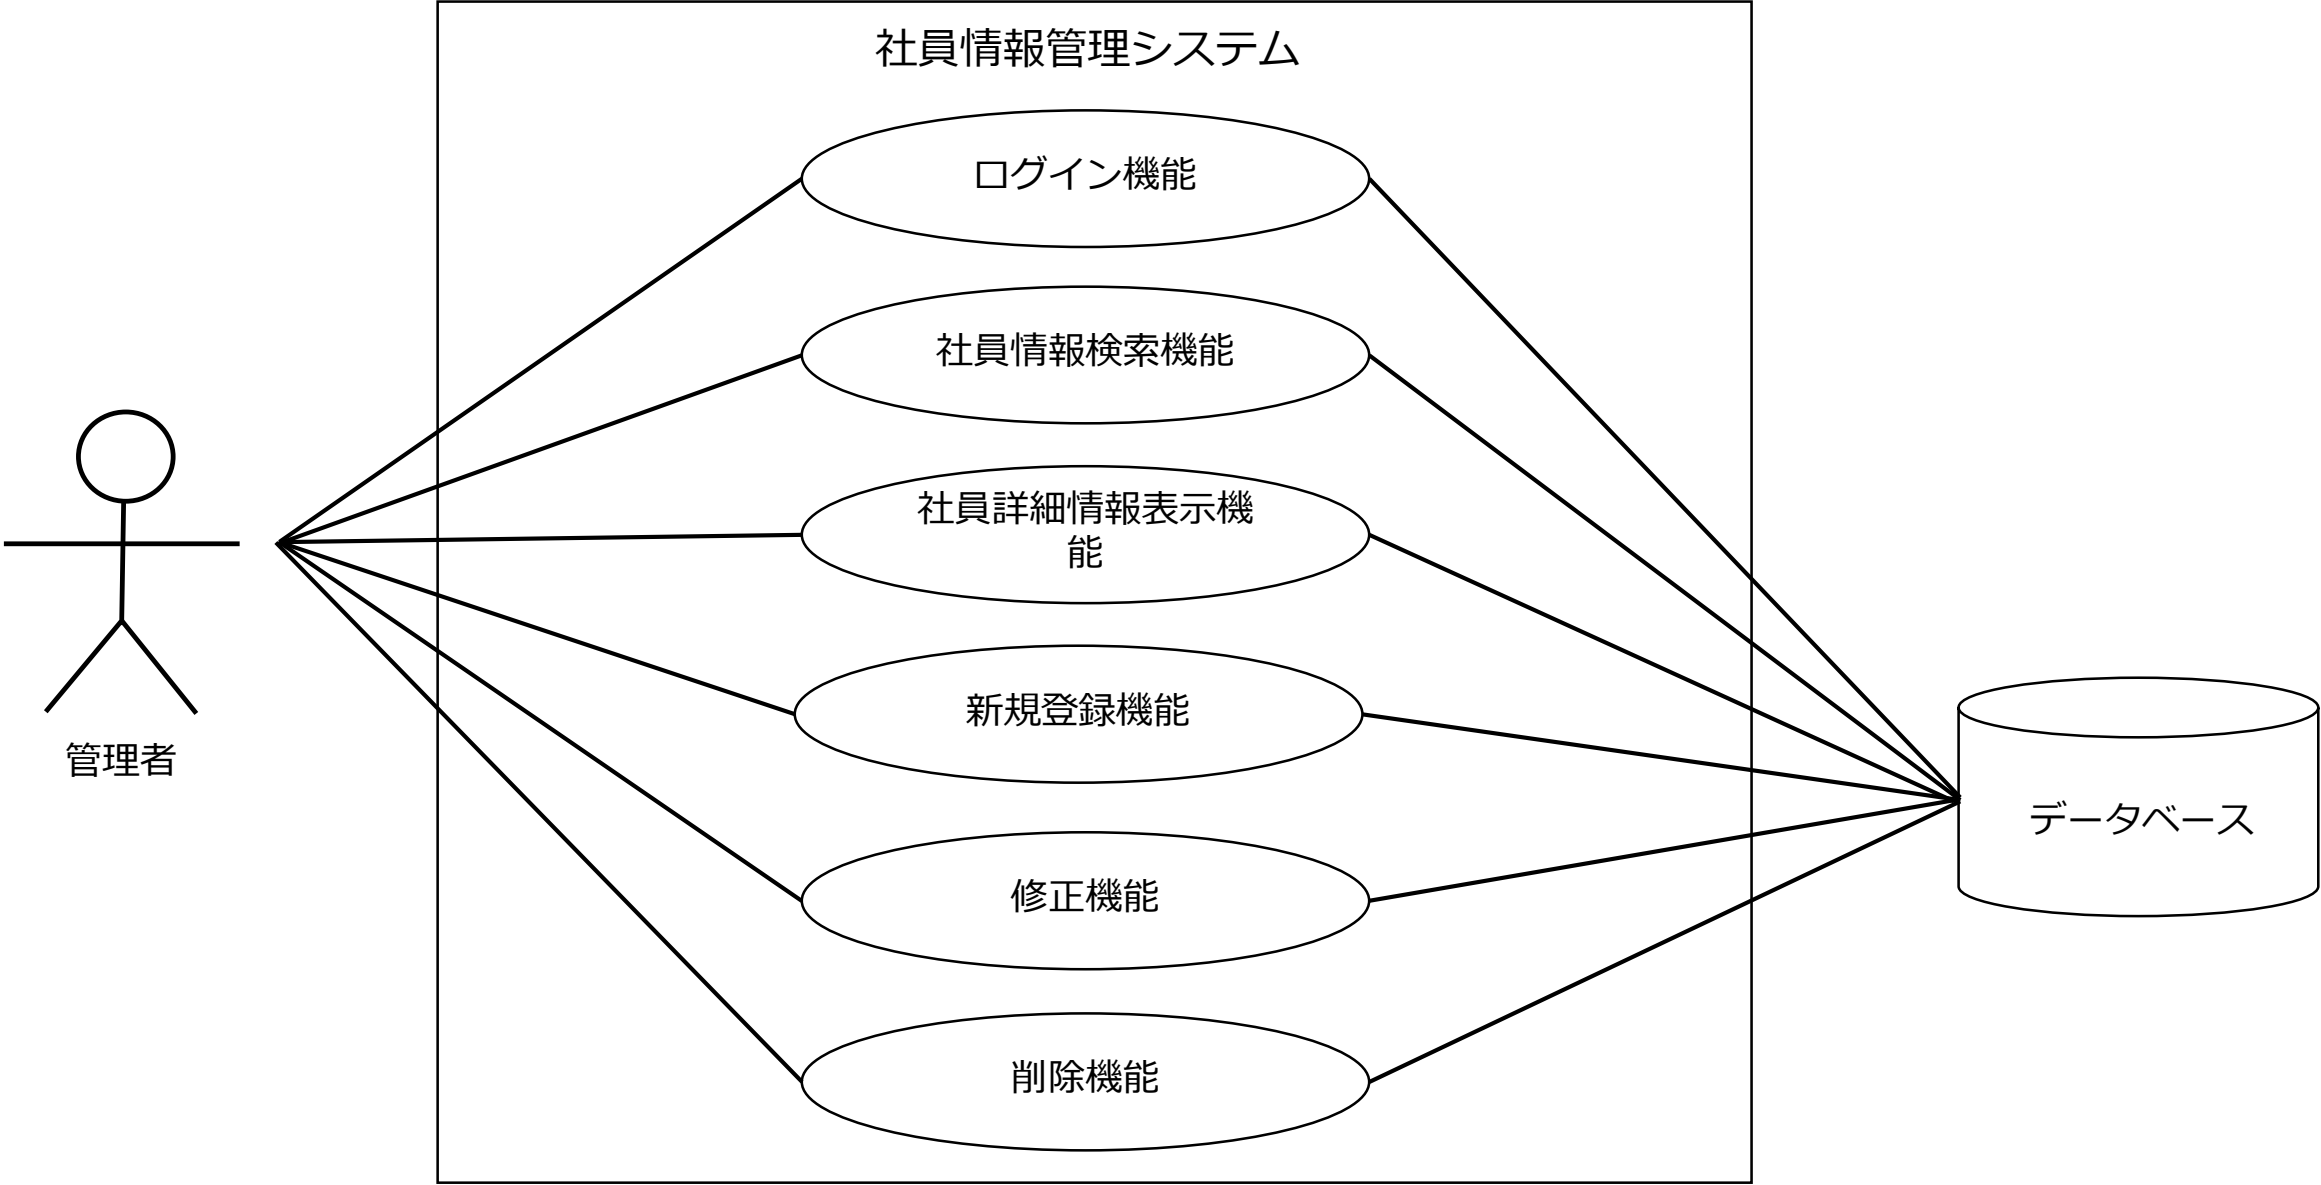 社員情報管理システム
ログイン機能
社員情報検索機能
社員詳細情報表示機
能
新規登録機能
修正機能
削除機能
管理者
データベース